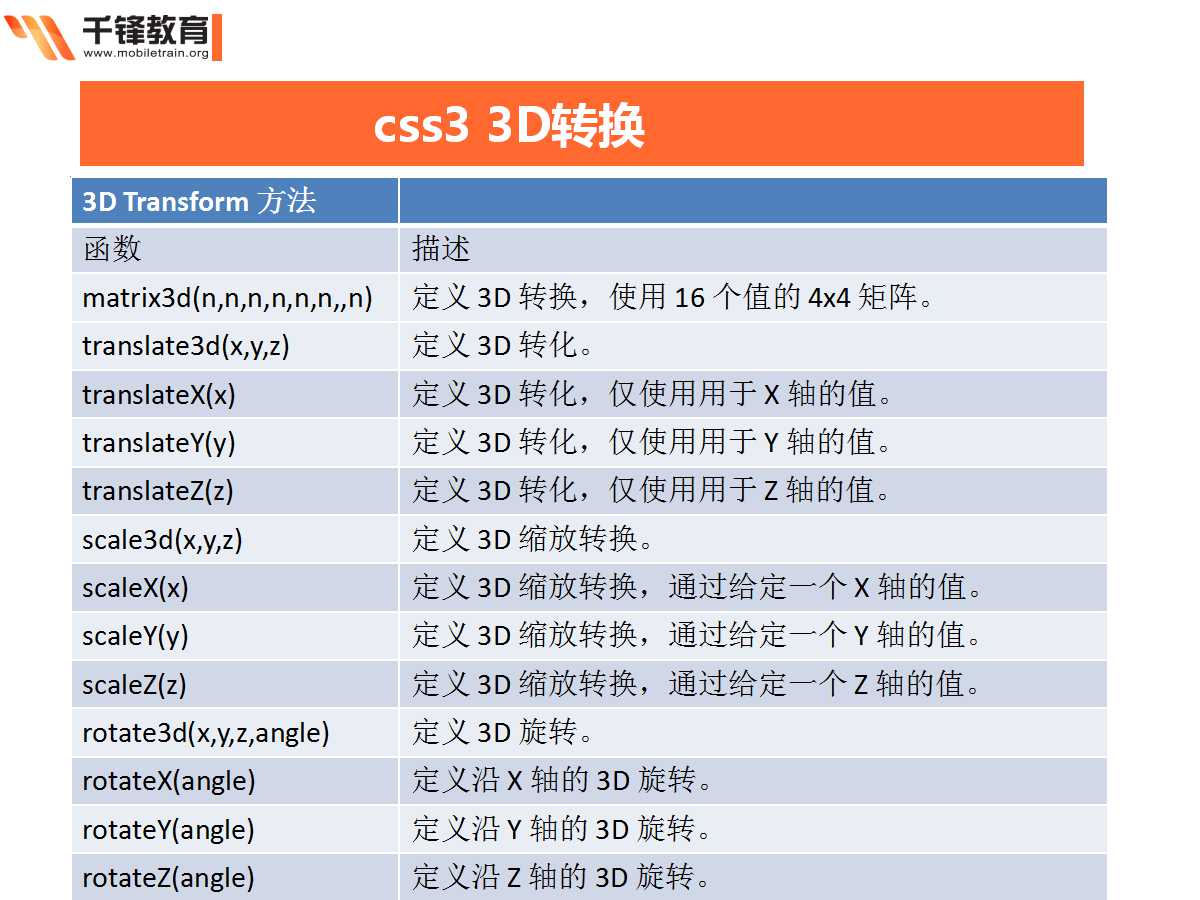 千锋教育
www.mobiletrain.org
css3 3D转换
3D Transform 方法
函数 描述
matrix3d(n,n,n,n,n,n,,n) 定义 3D 转换，使用 16 个值的 4x4 矩阵。
translate3d(x,y,z) 定义 3D 转化。
translateX(x) 定义 3D 转化，仅使用用于 X 轴的值。
translateY(y) 定义 3D 转化，仅使用用于 Y 轴的值。
translateZ(z) 定义 3D 转化，仅使用用于 Z 轴的值。
scale3d(x,y,z) 定义 3D 缩放转换。
scaleX(x) 定义 3D 缩放转换，通过给定一个 X 轴的值。
scaleY(y) 定义 3D 缩放转换，通过给定一个 Y 轴的值。
scaleZ(z) 定义 3D 缩放转换，通过给定一个 Z 轴的值。
rotate3d(x,y,z,angle) 定义 3D 旋转。
rotateX(angle) 定义沿 X 轴的 3D 旋转。
rotateY(angle) 定义沿 Y 轴的 3D 旋转。
rotateZ(angle) 定义沿 Z 轴的 3D 旋转。